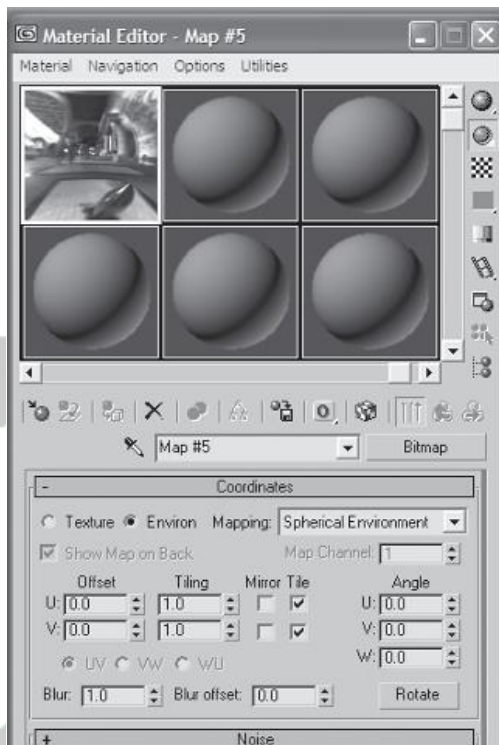 Material Editor - Map #5
Material Navigation Options Utilities
Map #5 Bitmap
- Coordinates
Texture Environ Mapping: Spherical Environment
Show Map on Back Map Channel: 1
Offset Tiling Mirror Tile Angle
U: 0.0 1.0 U: 0.0
V: 0.0 1.0 V: 0.0
UV VW WU W: 0.0
Blur: 1.0 Blur offset: 0.0 Rotate
+ Noise